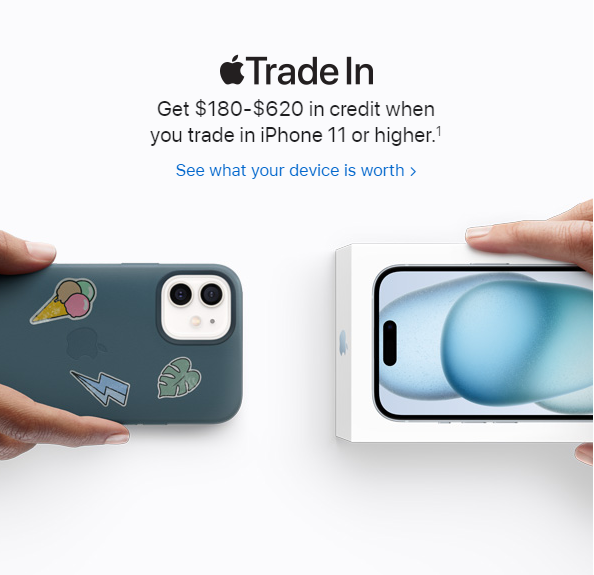 Trade In
Get $180-$620 in credit when
you trade in iPhone 11 or higher.1
See what your device is worth >